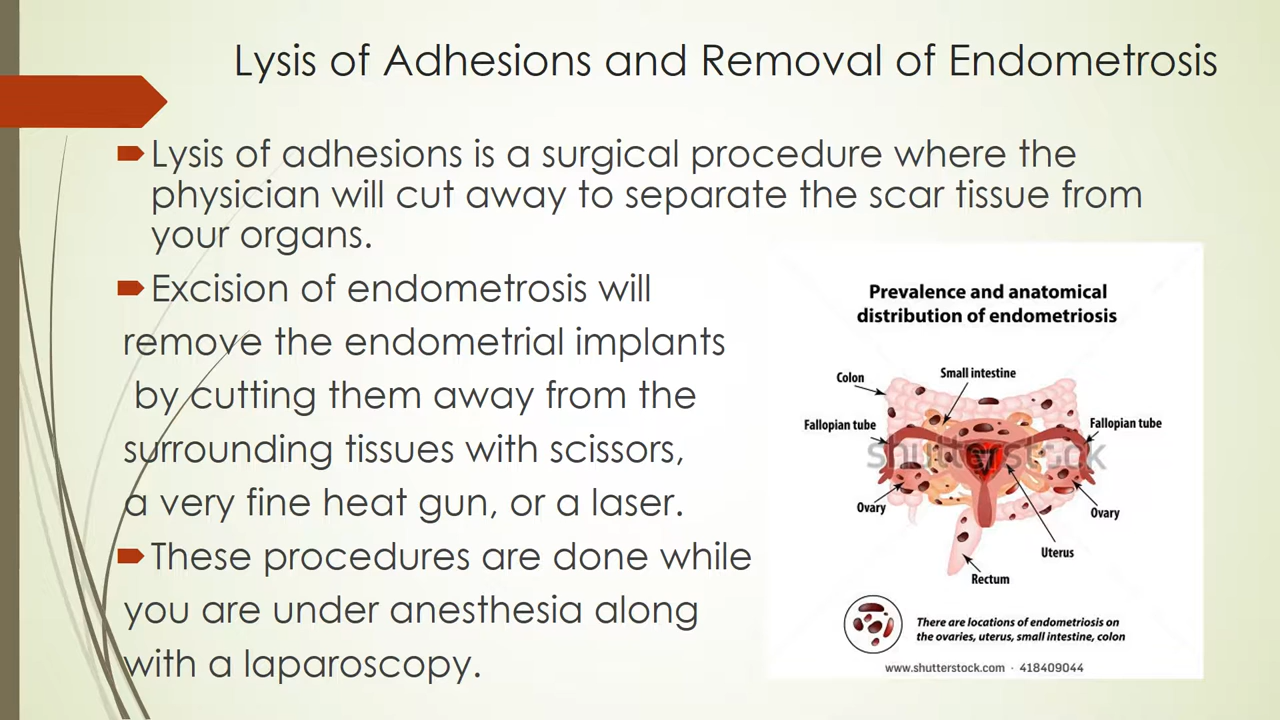 Lysis of Adhesions and Removal of Endometrosis
Lysis of adhesions is a surgical procedure where the
physician will cut away to separate the scar tissue from
your organs.
Excision of endometrosis will
remove the endometrial implants
by cutting them away from the
surrounding tissues with scissors,
a very fine heat gun, or a laser.
These procedures are done while
you are under anesthesia along
with a laparoscopy.
Prevalence and anatomical
distribution of endometriosis
Small intestine
Colon
Fallopian tube
Fallopian tube
shutterstock
Ovary
Ovary
Uterus
Rectum
There are locations of endometriosis on
the ovaries, uterus, small intestine, colon
www.shutterstock.com · 418409044